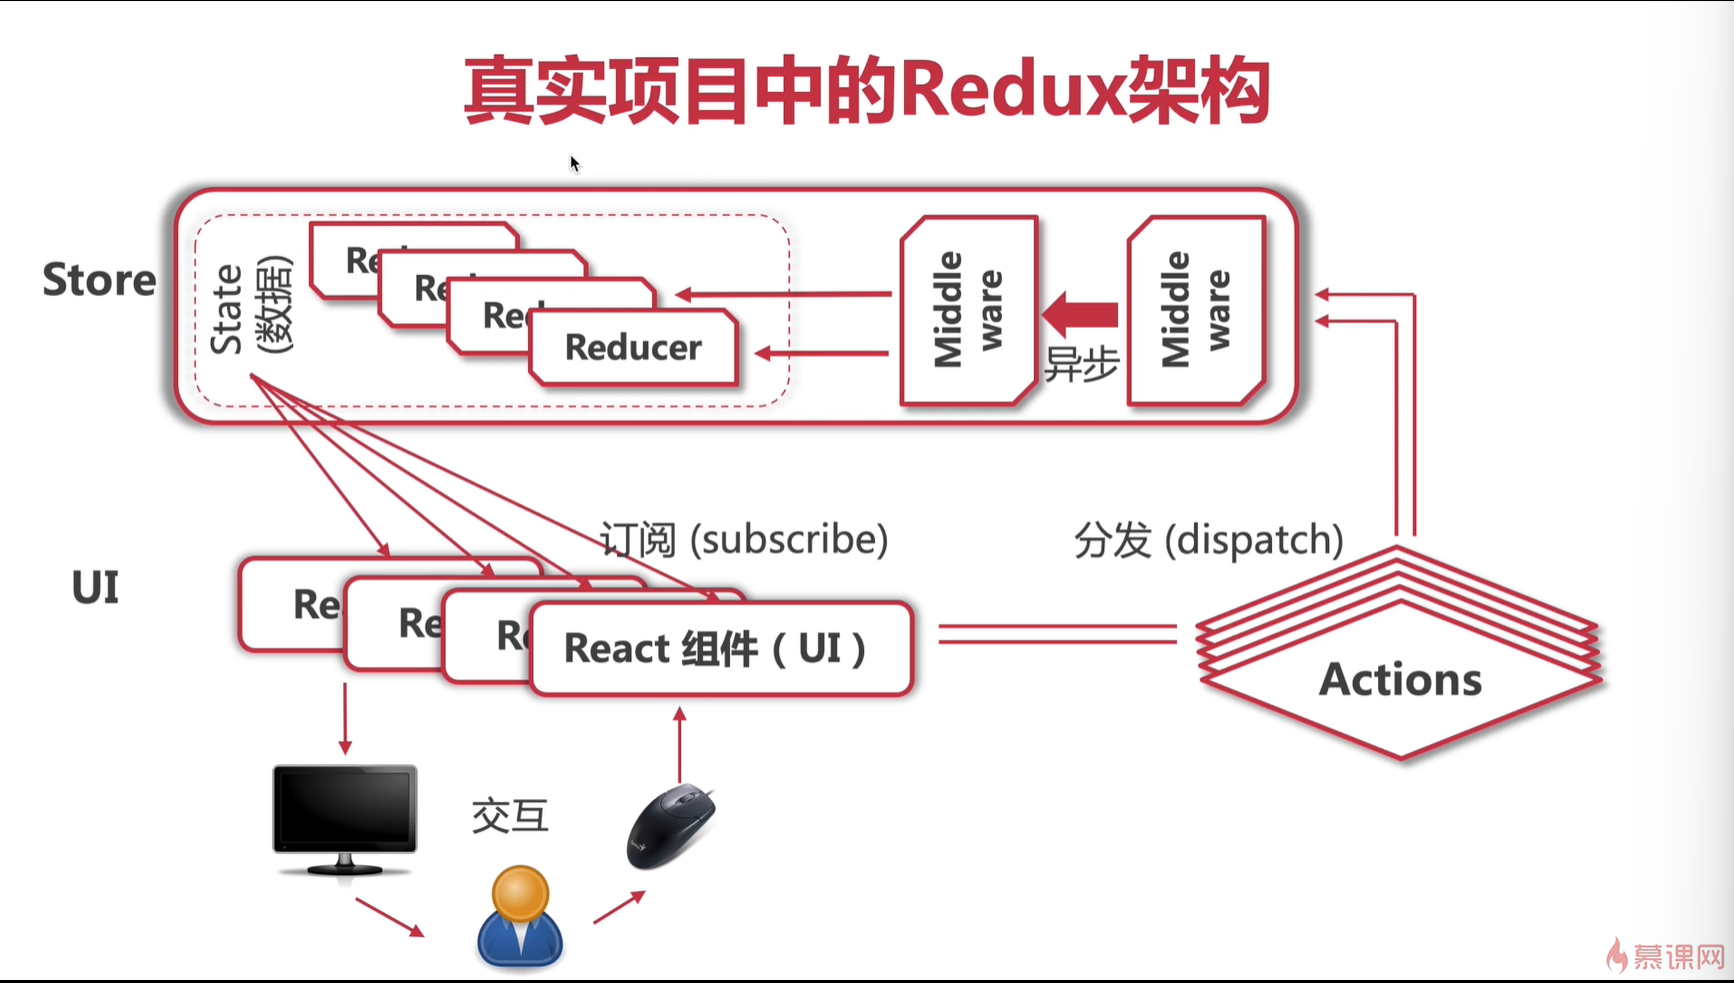 真实项目中的Redux架构
Store
State
(数据)
Re
Re
Red
Reducer
Middle
ware
异步
Middle
ware
订阅 (subscribe)
分发 (dispatch)
UI
Re
Re
Re
React 组件（UI）
Actions
交互
慕课网